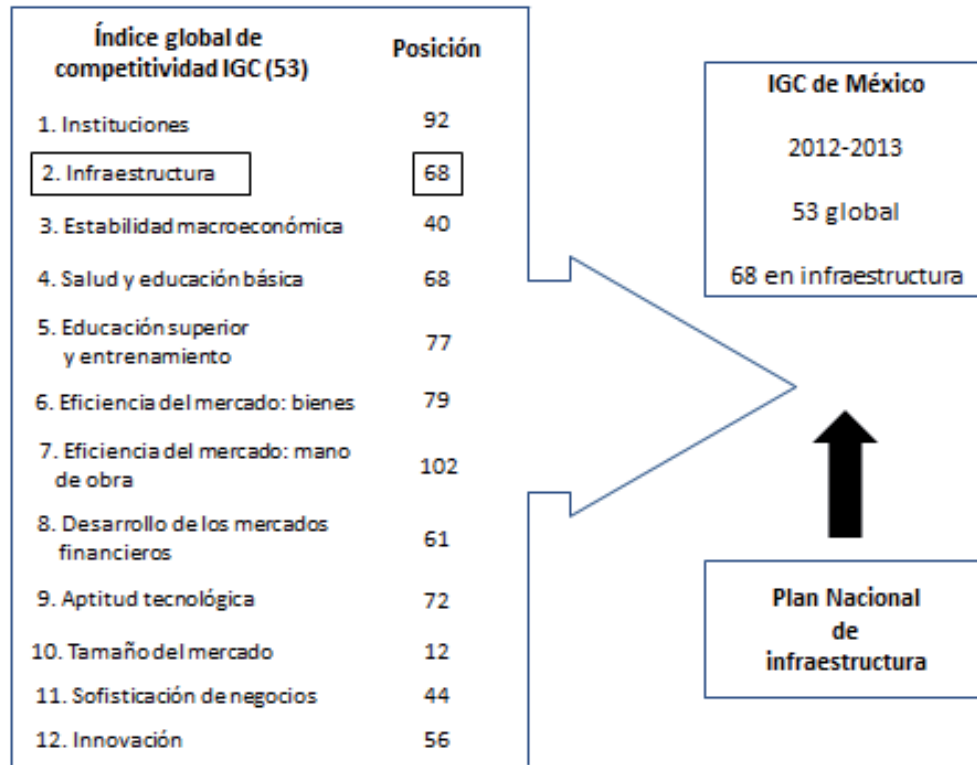 Índice global de
competitividad IGC (53)
Posición
1. Instituciones 92
2. Infraestructura 68
3. Estabilidad macroeconómica 40
4. Salud y educación básica 68
5. Educación superior
y entrenamiento 77
6. Eficiencia del mercado: bienes 79
7. Eficiencia del mercado: mano
de obra 102
8. Desarrollo de los mercados
financieros 61
9. Aptitud tecnológica 72
10. Tamaño del mercado 12
11. Sofisticación de negocios 44
12. Innovación 56
IGC de México
2012-2013
53 global
68 en infraestructura
Plan Nacional
de
infraestructura